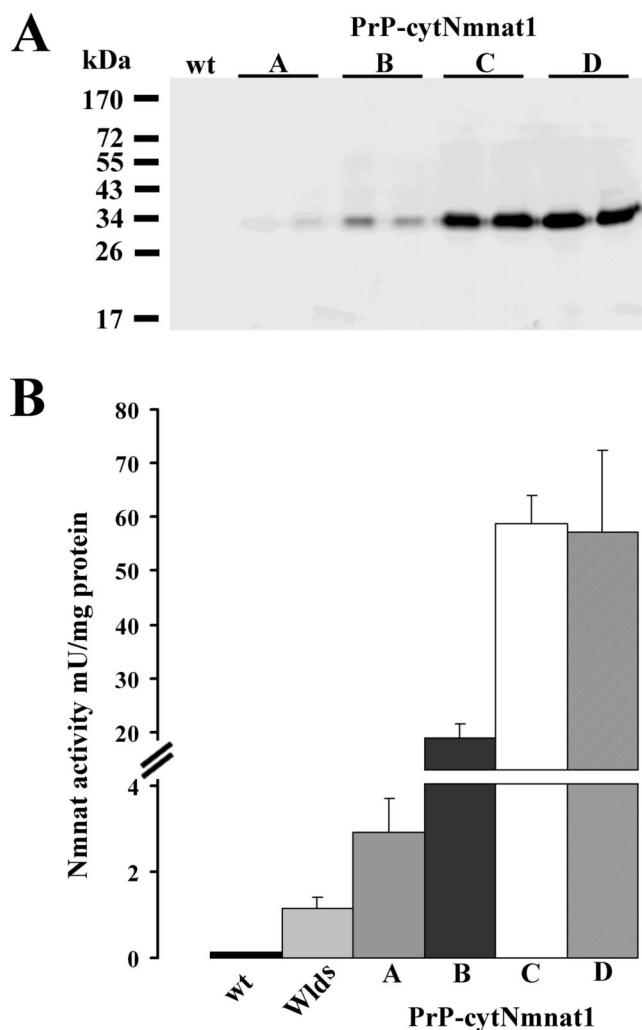 A
PrP-cytNmnat1
kDa
wt
A
B
C
D
170
72
55
43
34
26
17
B
80
70
60
50
40
30
20
4
2
0
Nmnat activity mU/mg protein
wt
Wlds
A
B
C
D
PrP-cytNmnat1